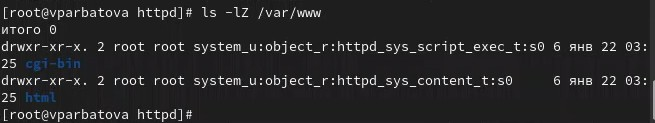 [root@vparbatova httpd]# ls -lZ /var/www
итого 0
drwxr-xr-x. 2 root root system_u:object_r:httpd_sys_script_exec_t:s0 6 янв 22 03:
25 cgi-bin
drwxr-xr-x. 2 root root system_u:object_r:httpd_sys_content_t:s0 6 янв 22 03:
25 html
[root@vparbatova httpd]#